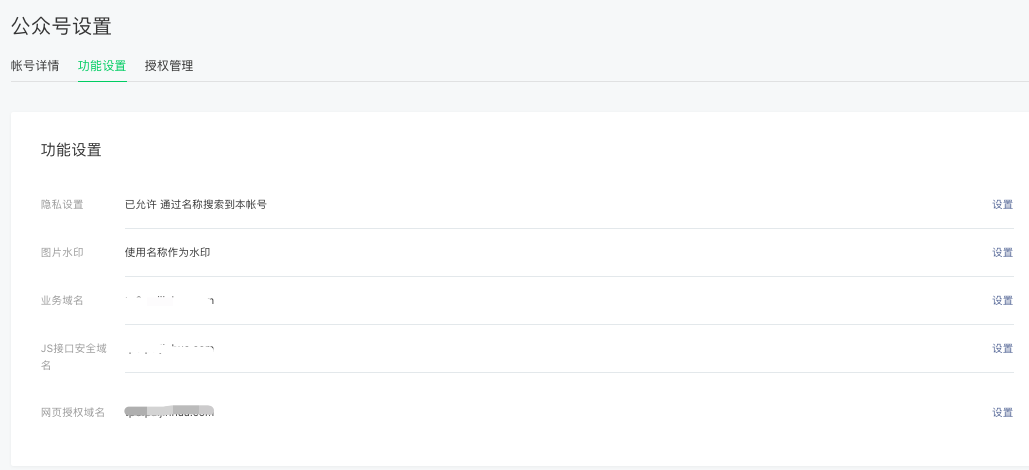 公众号设置
帐号详情 功能设置 授权管理
功能设置
隐私设置 已允许 通过名称搜索到本帐号 设置
图片水印 使用名称作为水印 设置
业务域名 设置
JS接口安全域 设置
名
网页授权域名 设置